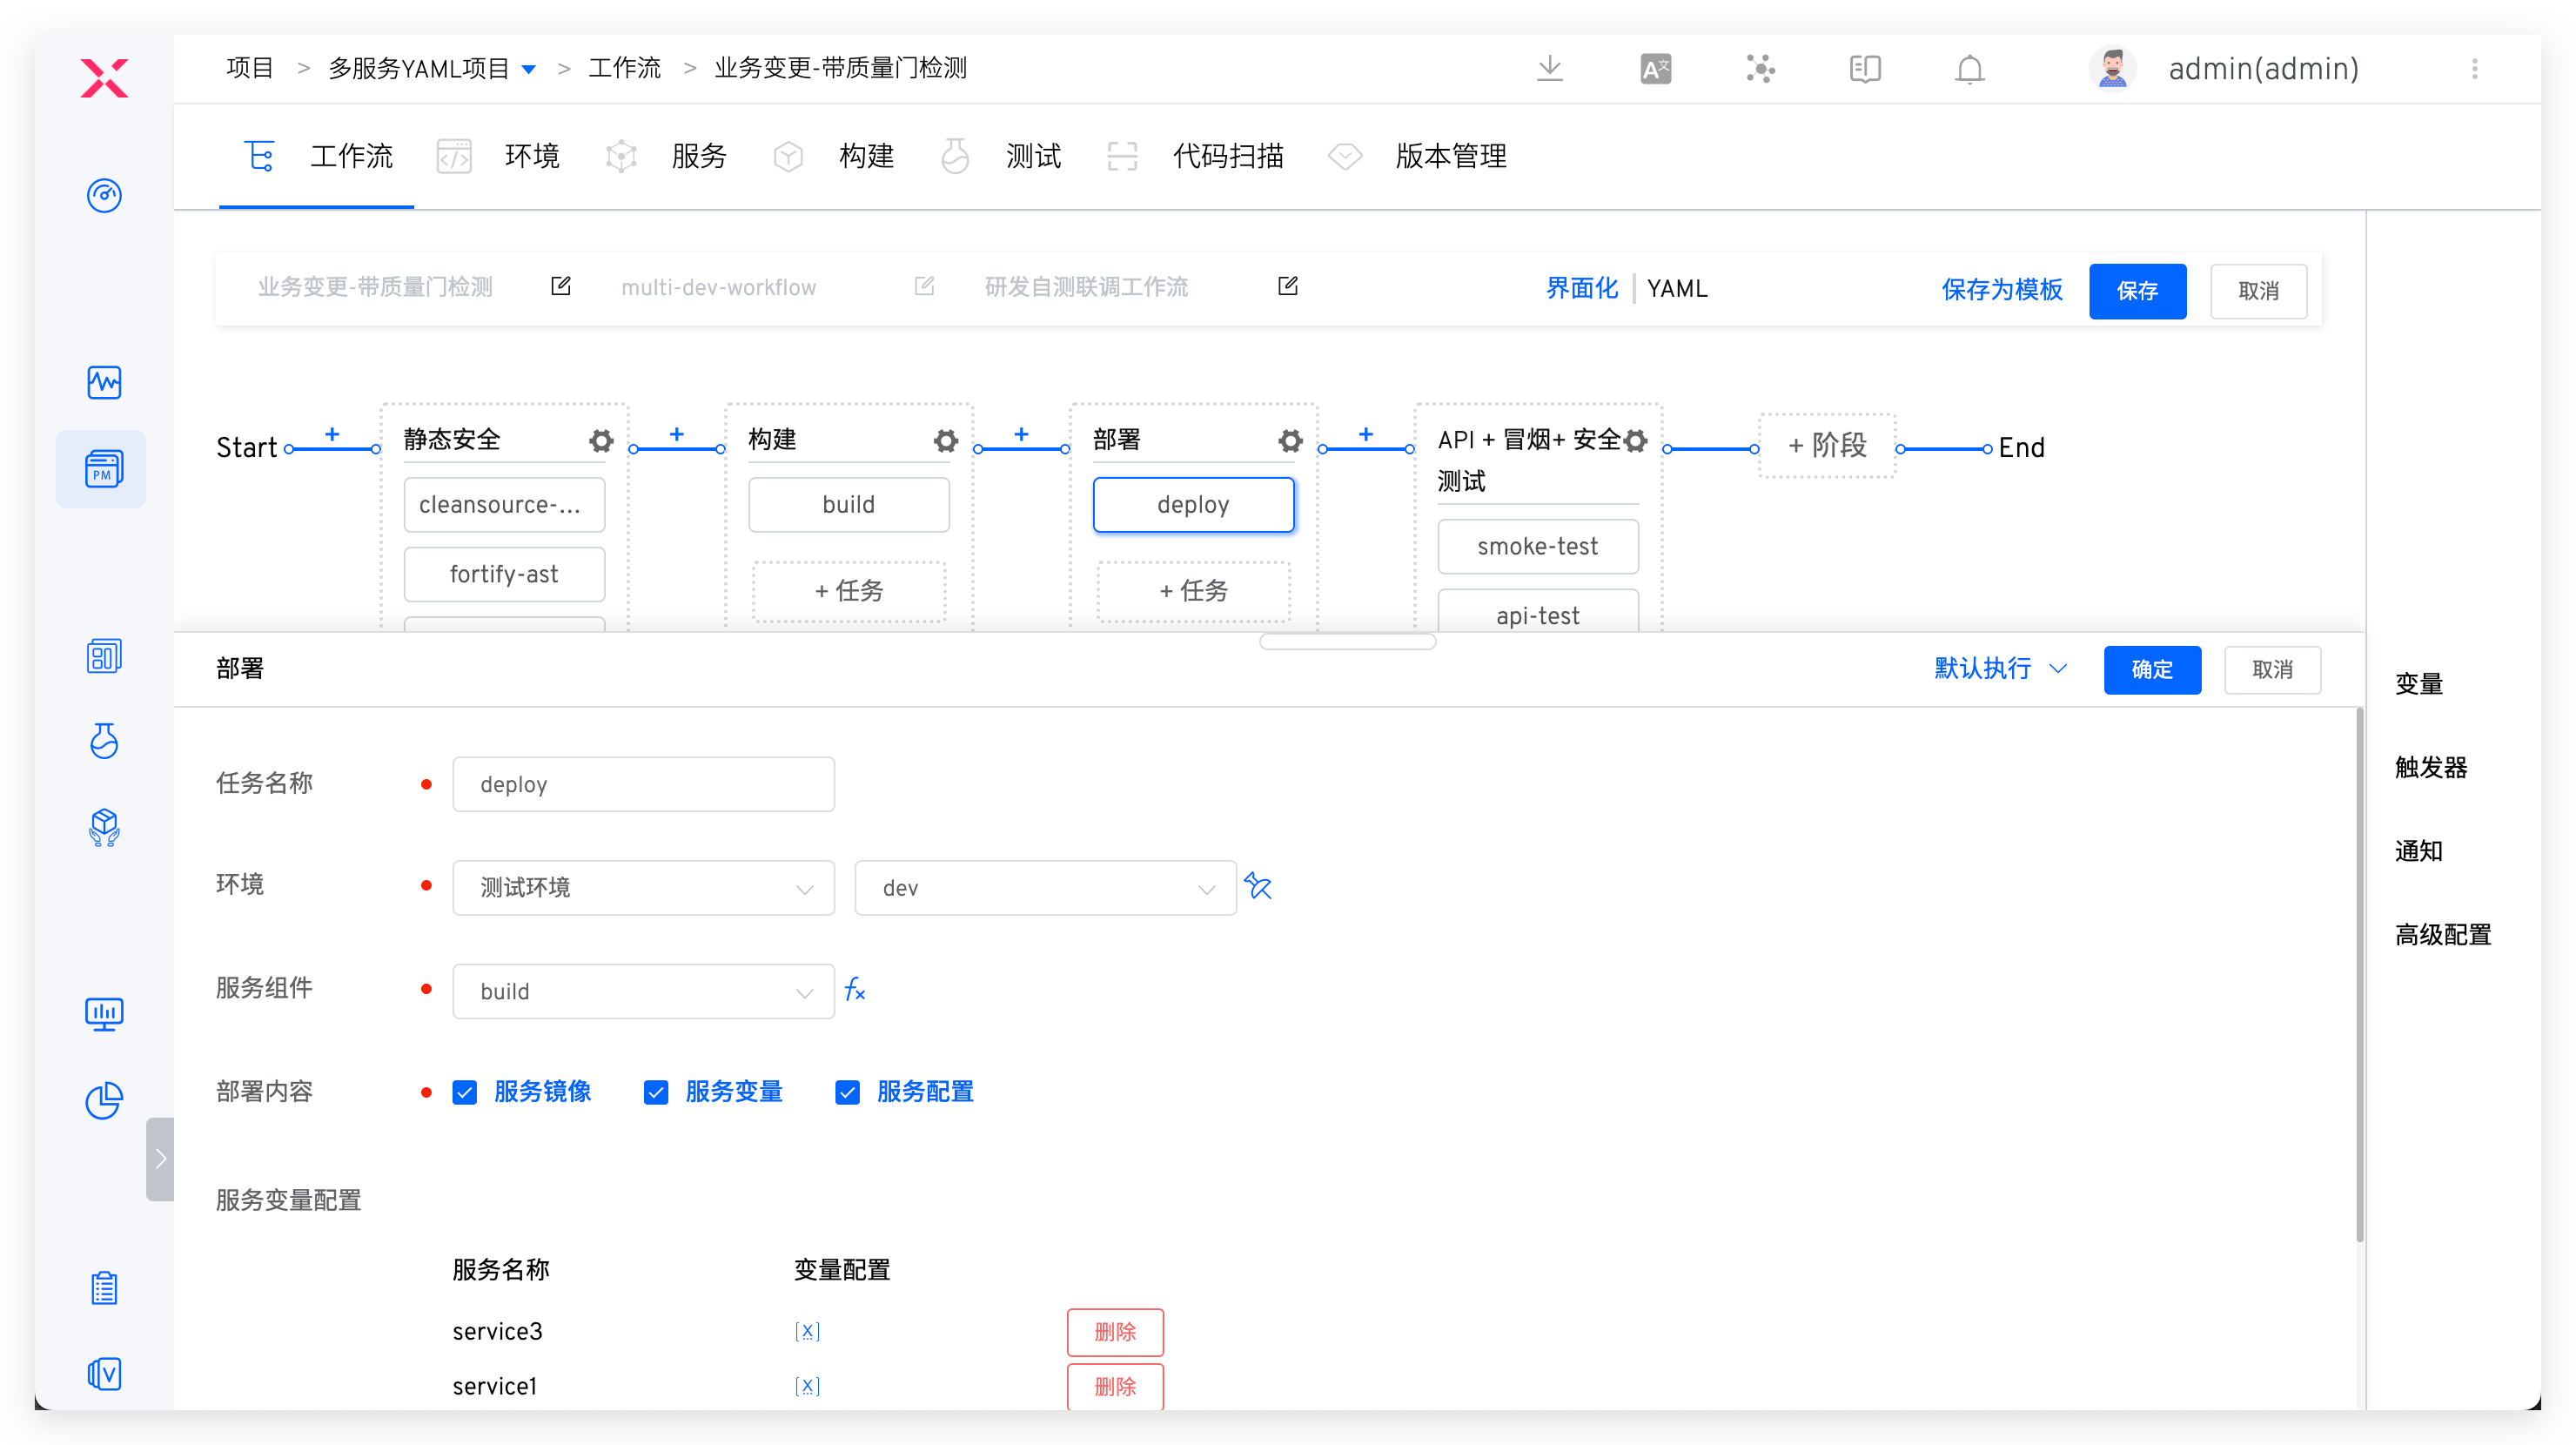 项目 > 多服务YAML项目 > 工作流 > 业务变更-带质量门检测
admin(admin)
工作流 环境 服务 构建 测试 代码扫描 版本管理
业务变更-带质量门检测 multi-dev-workflow 研发自测联调工作流 界面化 | YAML 保存为模板 保存 取消
Start + 静态安全 + 构建 + 部署 + API + 冒烟+ 安全 + 阶段 End
测试
cleansource-... build deploy smoke-test
fortify-ast + 任务 + 任务 api-test
部署 默认执行 确定 取消
变量
触发器
通知
高级配置
任务名称 deploy
环境 测试环境 dev
服务组件 build fx
部署内容 服务镜像 服务变量 服务配置
服务变量配置
服务名称 变量配置
service3 [x] 删除
service1 [x] 删除
PM
V